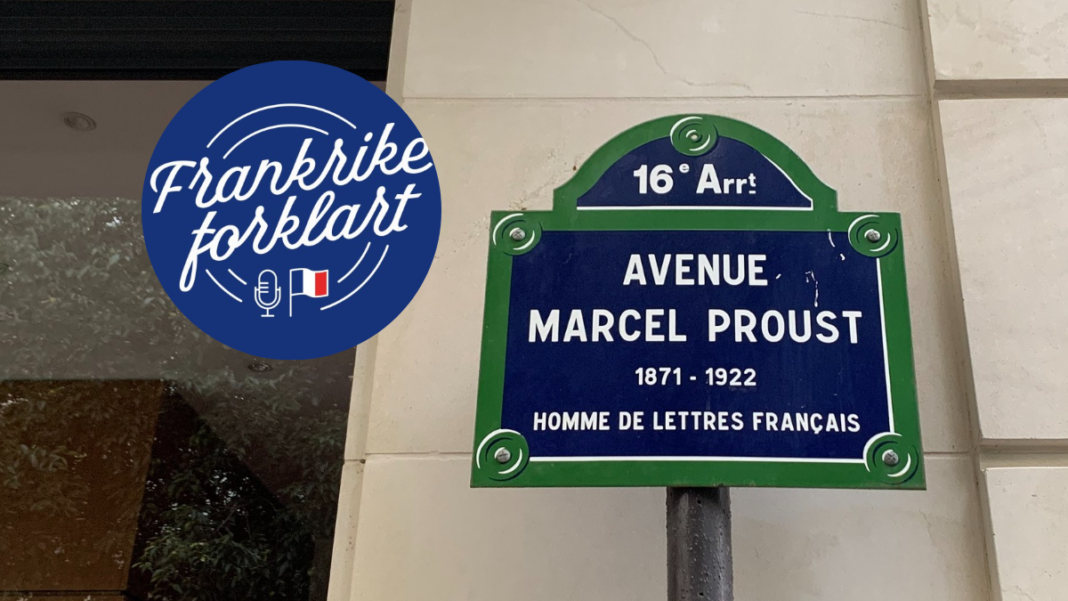 Frankrike
forklart
16e Arrt
AVENUE
MARCEL PROUST
1871 - 1922
HOMME DE LETTRES FRANÇAIS